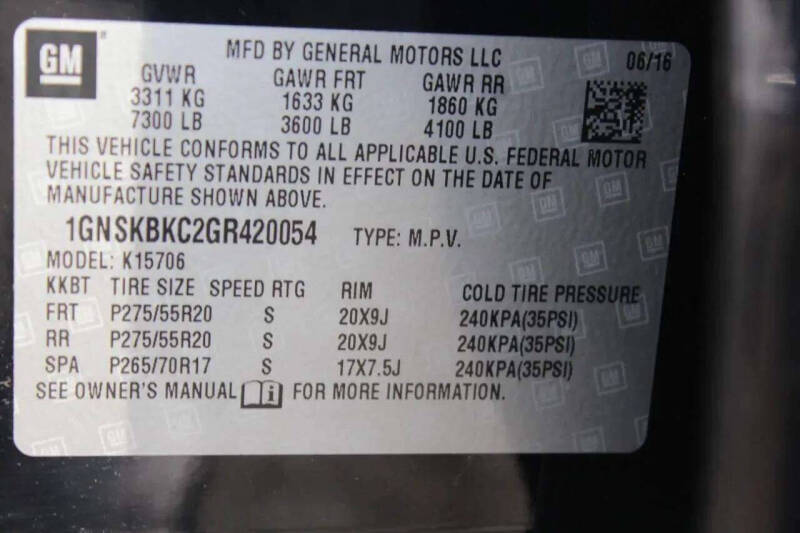 GM
MFD BY GENERAL MOTORS LLC 06/16
GVWR GAWR FRT GAWR RR
3311 KG 1633 KG 1860 KG
7300 LB 3600 LB 4100 LB
THIS VEHICLE CONFORMS TO ALL APPLICABLE U.S. FEDERAL MOTOR
VEHICLE SAFETY STANDARDS IN EFFECT ON THE DATE OF
MANUFACTURE SHOWN ABOVE.
1GNSKBKC2GR420054 TYPE: M.P.V.
MODEL: K15706
KKBT TIRE SIZE SPEED RTG RIM COLD TIRE PRESSURE
FRT P275/55R20 S 20X9J 240KPA(35PSI)
RR P275/55R20 S 20X9J 240KPA(35PSI)
SPA P265/70R17 S 17X7.5J 240KPA(35PSI)
SEE OWNER'S MANUAL i FOR MORE INFORMATION.